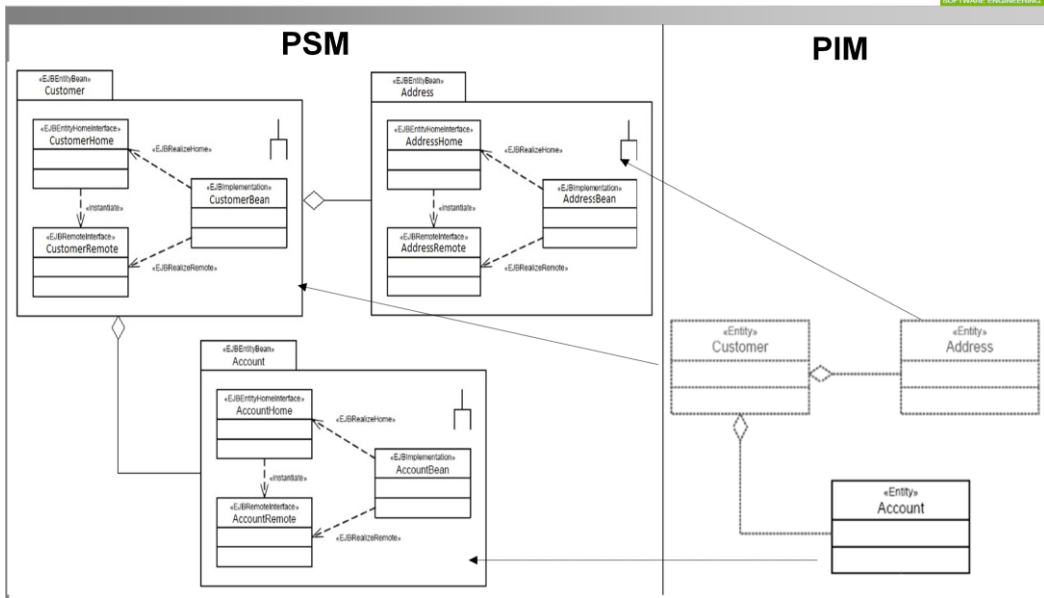 SOFTWARE ENGINEERING
PSM
PIM
«EJBEntityBean»
Customer
«EJBEntityHomeInterface»
CustomerHome
«EJBRealizeHome»
«EJBImplementation»
CustomerBean
«Instantiate»
«EJBRemoteInterface»
CustomerRemote
«EJBRealizeRemote»
«EJBEntityBean»
Address
«EJBEntityHomeInterface»
AddressHome
«EJBRealizeHome»
«EJBImplementation»
AddressBean
«Instantiate»
«EJBRemoteInterface»
AddressRemote
«EJBRealizeRemote»
«EJBEntityBean»
Account
«EJBEntityHomeInterface»
AccountHome
«EJBRealizeHome»
«EJBImplementation»
AccountBean
«Instantiate»
«EJBRemoteInterface»
AccountRemote
«EJBRealizeRemote»
«Entity»
Customer
«Entity»
Address
«Entity»
Account